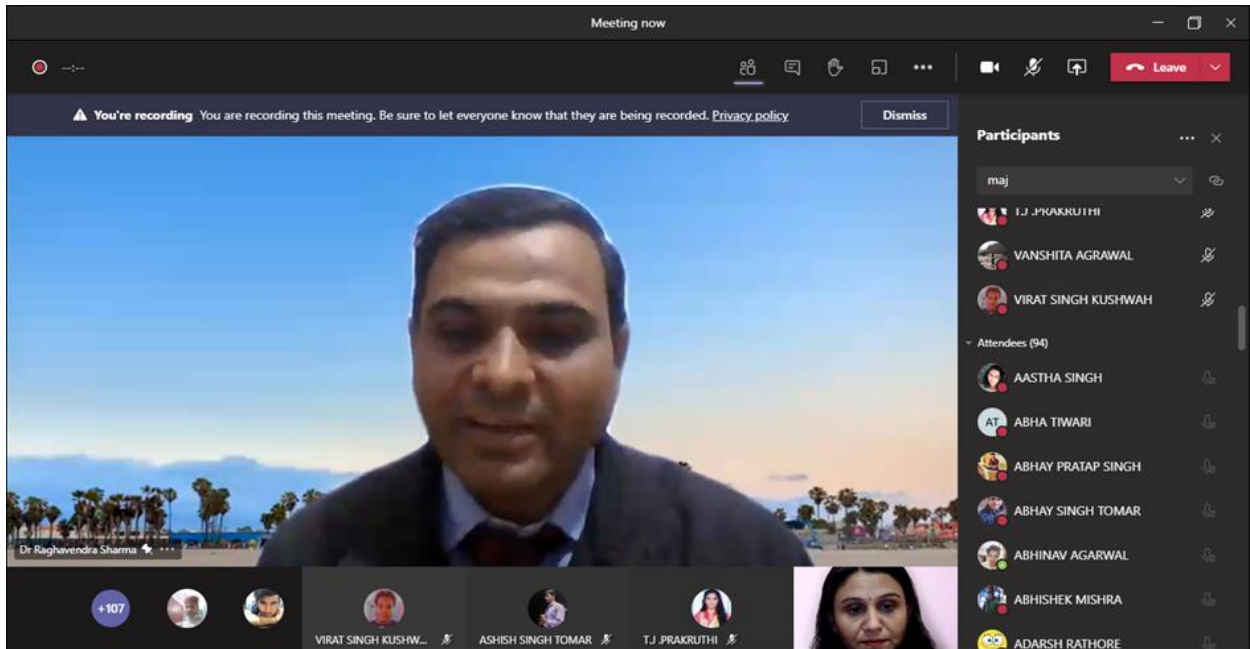 Meeting now
--:--
Leave
You're recording You are recording this meeting. Be sure to let everyone know that they are being recorded. Privacy policy
Dismiss
Participants
maj
T.J .PRAKRUTHI
VANSHITA AGRAWAL
VIRAT SINGH KUSHWAH
Attendees (94)
AASTHA SINGH
AT
ABHA TIWARI
ABHAY PRATAP SINGH
ABHAY SINGH TOMAR
ABHINAV AGARWAL
ABHISHEK MISHRA
ADARSH RATHORE
Dr Raghavendra Sharma
+107
VIRAT SINGH KUSHW...
ASHISH SINGH TOMAR
T.J .PRAKRUTHI